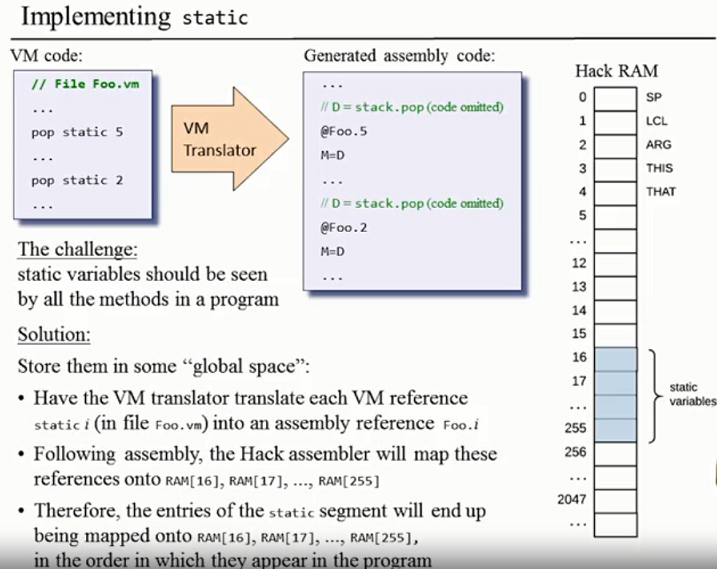 Implementing static
VM code:
// File Foo.vm
...
pop static 5
...
pop static 2
...
VM
Translator
Generated assembly code:
...
// D = stack.pop (code omitted)
@Foo.5
M=D
...
// D = stack.pop (code omitted)
@Foo.2
M=D
...
The challenge:
static variables should be seen
by all the methods in a program
Solution:
Store them in some “global space”:
• Have the VM translator translate each VM reference
static i (in file Foo.vm) into an assembly reference Foo.i
• Following assembly, the Hack assembler will map these
references onto RAM[16], RAM[17], ..., RAM[255]
• Therefore, the entries of the static segment will end up
being mapped onto RAM[16], RAM[17], ..., RAM[255],
in the order in which they appear in the program
Hack RAM
0 SP
1 LCL
2 ARG
3 THIS
4 THAT
5
...
12
13
14
15
16
17
...
255
256
...
2047
...
static
variables